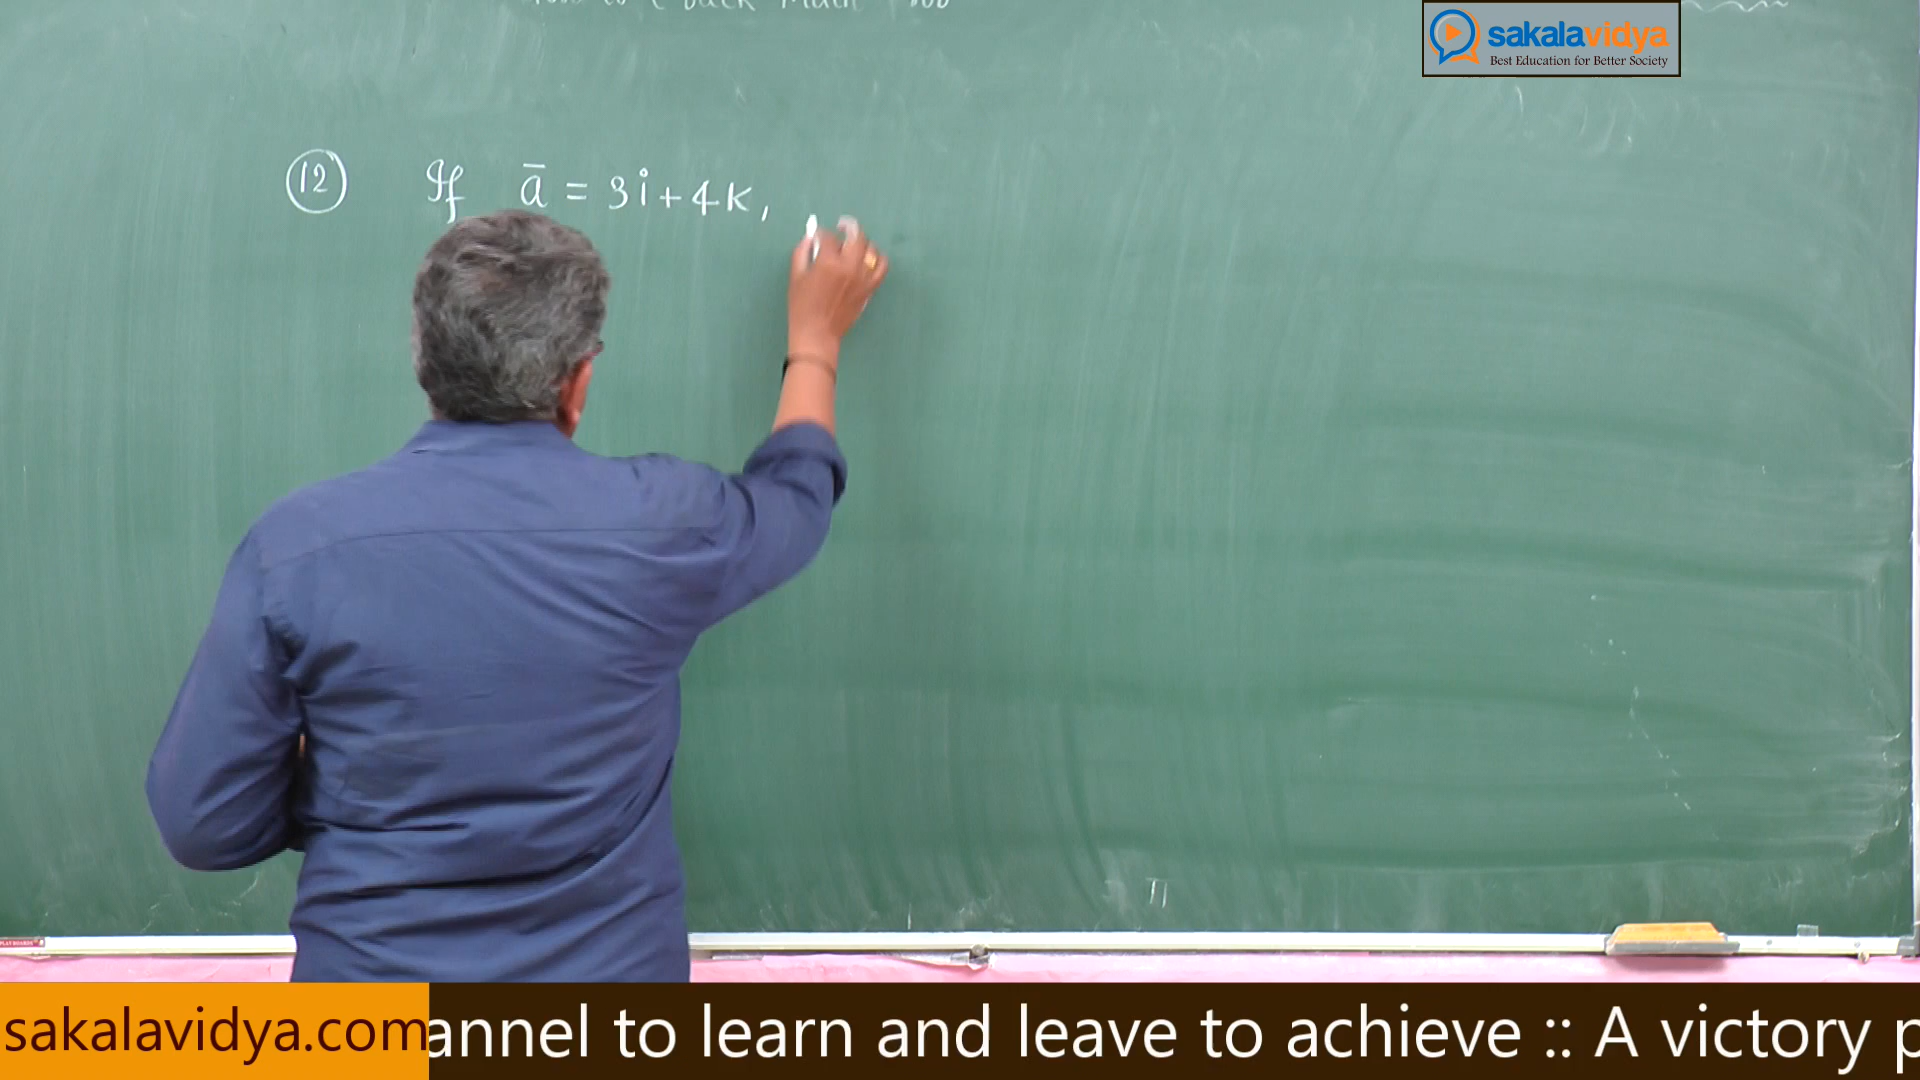 sakalavidya
Best Education for Better Society
12 If a̅ = 3i + 4k,
sakalavidya.com
annel to learn and leave to achieve :: A victory p